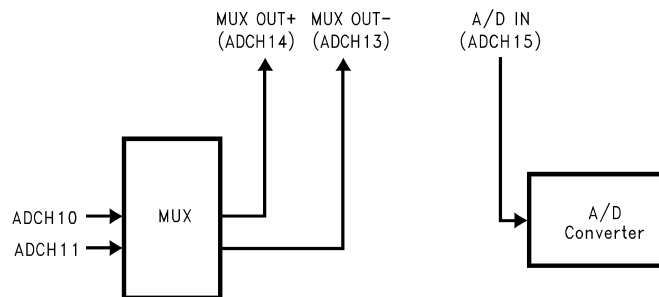 MUX OUT+
(ADCH14)
MUX OUT-
(ADCH13)
A/D IN
(ADCH15)
ADCH10
ADCH11
MUX
A/D
Converter